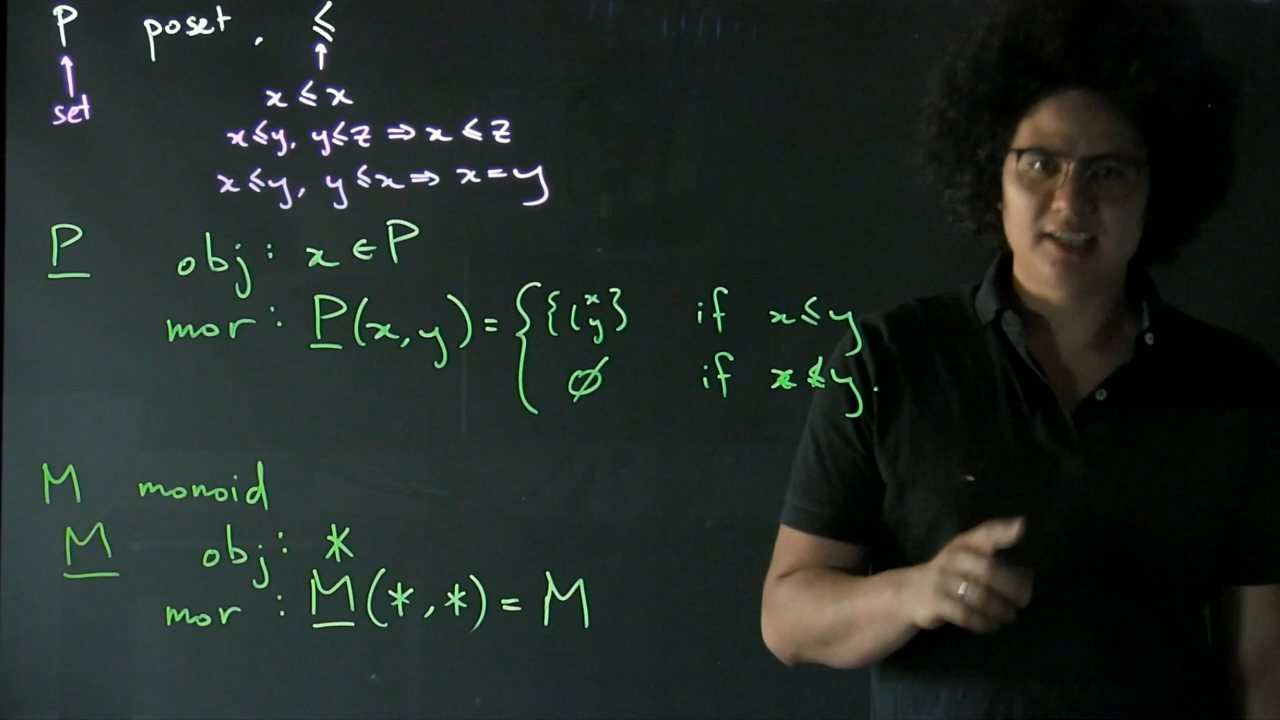 P poset, ≤
↑ ↑
set x ≤ x
x ≤ y, y ≤ z ⇒ x ≤ z
x ≤ y, y ≤ x ⇒ x = y
P obj: x ∈ P
mor: P(x, y) = { {(x y)} if x ≤ y
∅ if x ≰ y.
M monoid
M obj: *
mor: M(*, *) = M